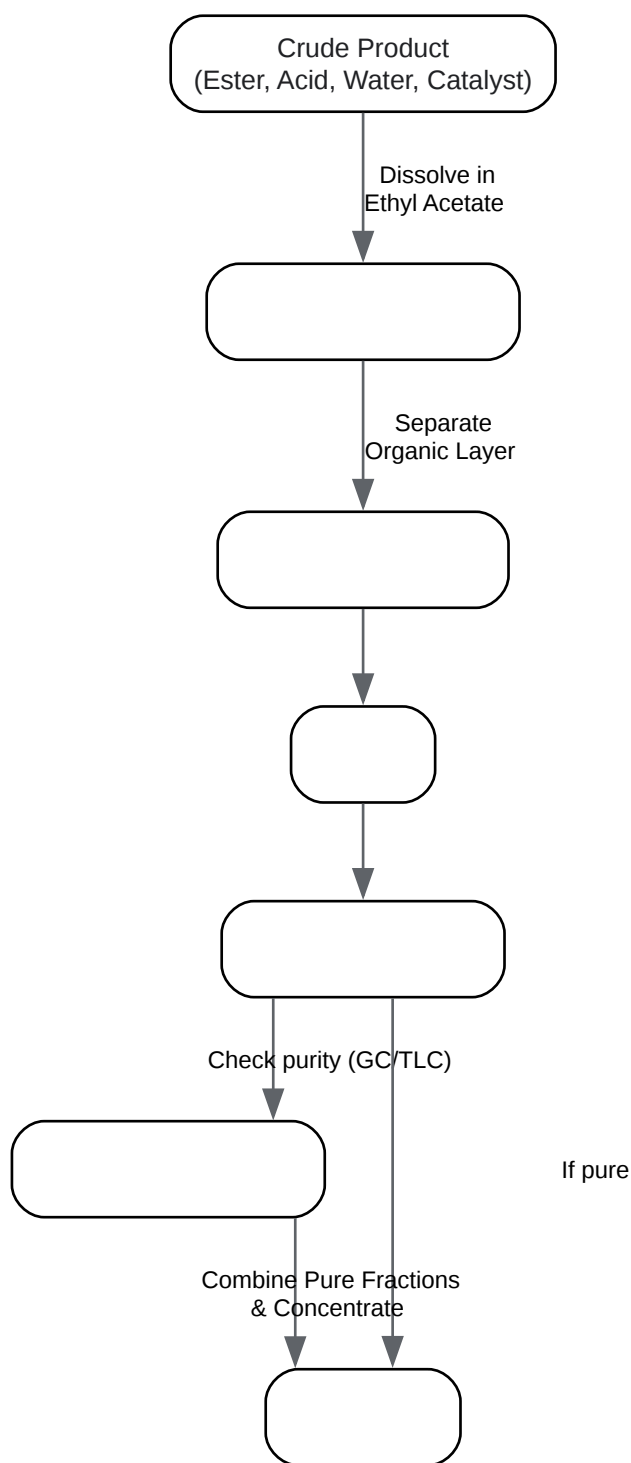 Crude Product
(Ester, Acid, Water, Catalyst)
Dissolve in
Ethyl Acetate
Separate
Organic Layer
Check purity (GC/TLC)
If pure
Combine Pure Fractions
& Concentrate